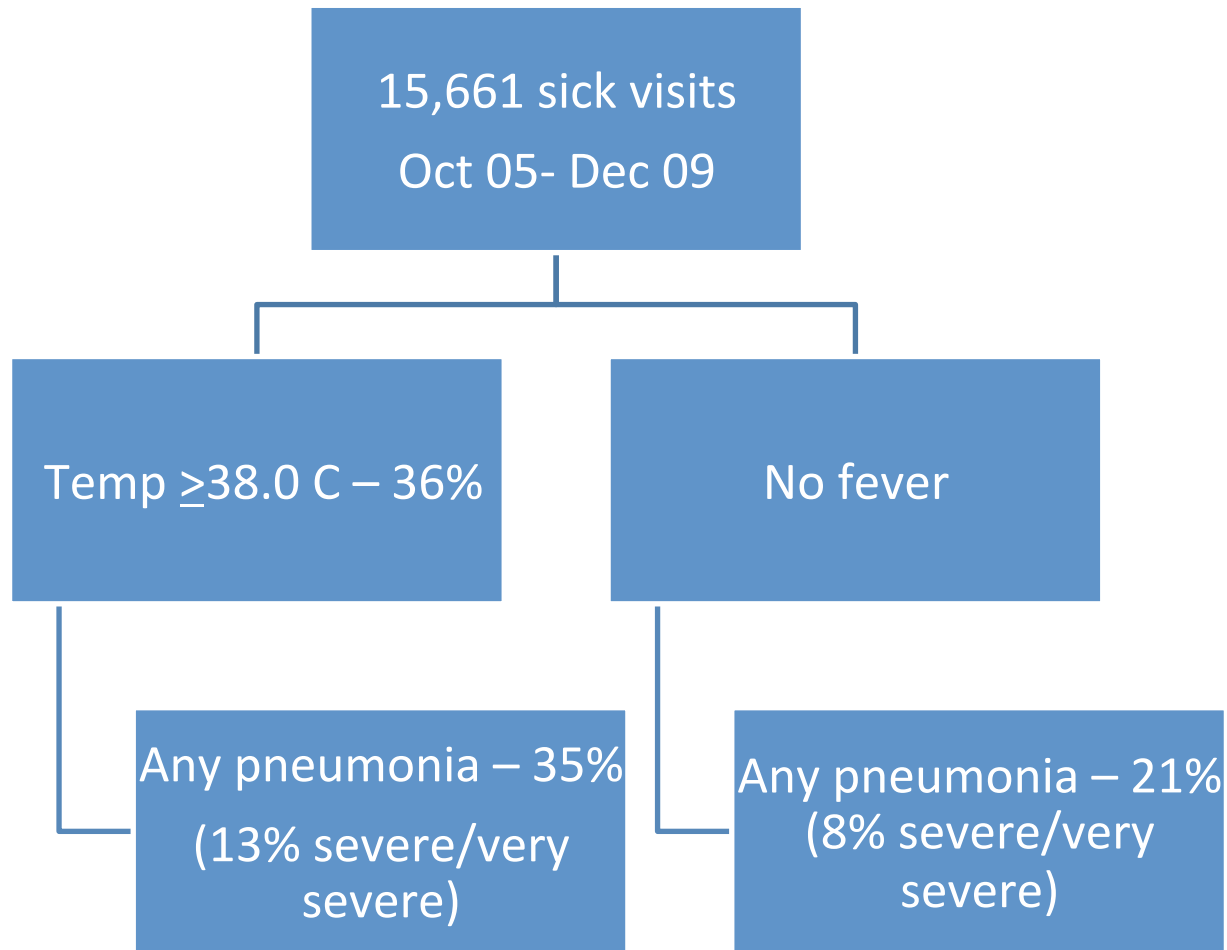 15,661 sick visits
Oct 05- Dec 09
Temp ≥38.0 C – 36%
No fever
Any pneumonia – 35%
(13% severe/very
severe)
Any pneumonia – 21%
(8% severe/very
severe)